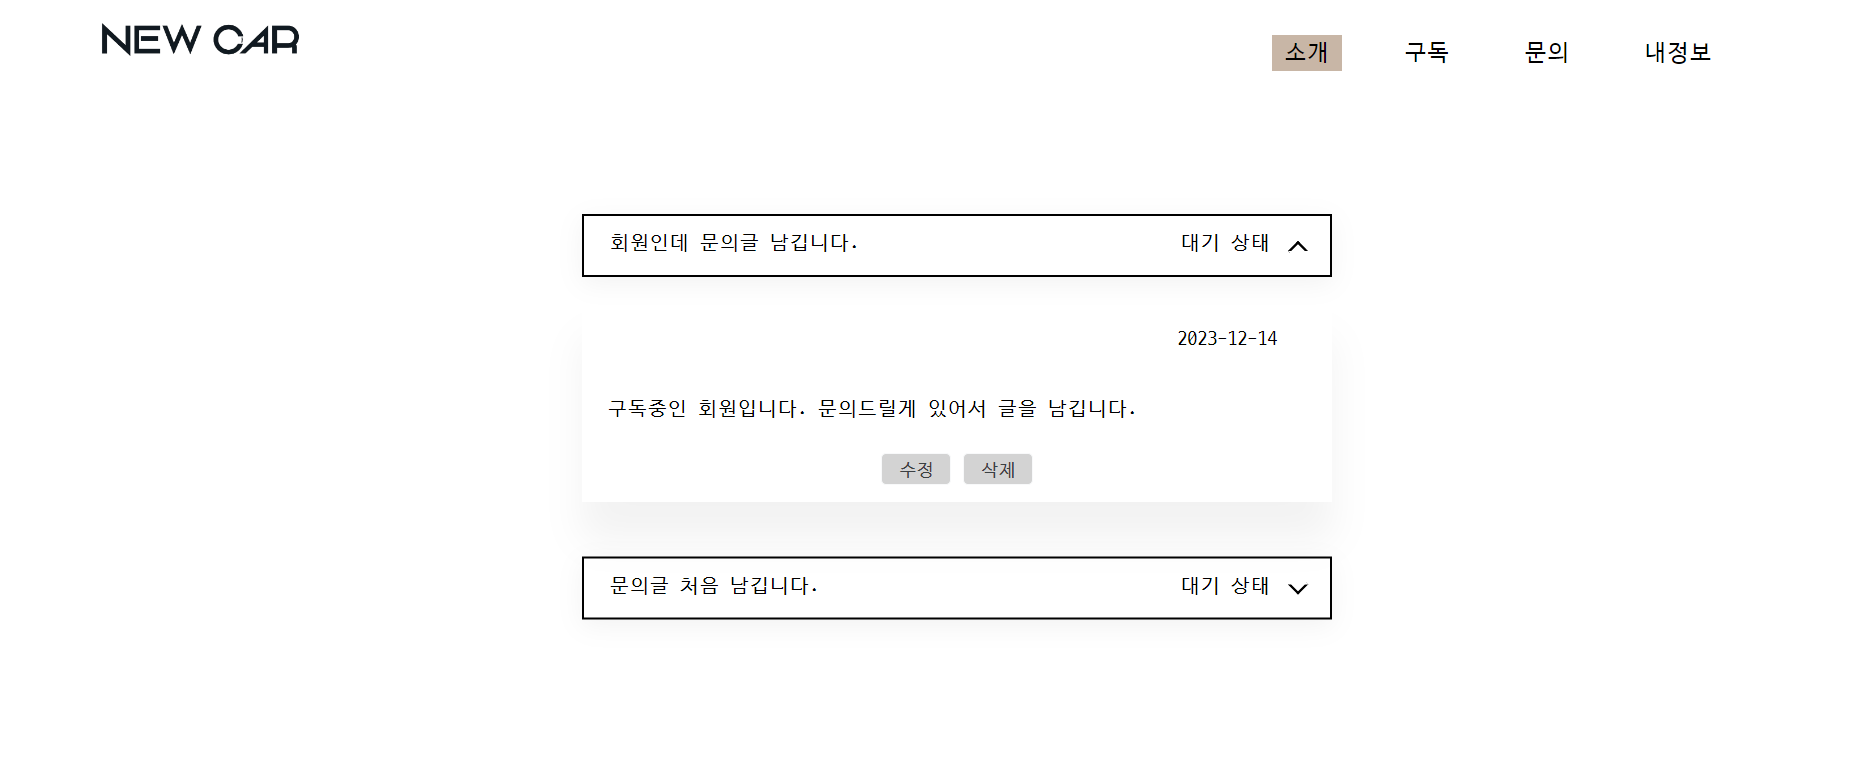 NEW CAR
소개 구독 문의 내정보
회원인데 문의글 남깁니다. 대기 상태
2023-12-14
구독중인 회원입니다. 문의드릴게 있어서 글을 남깁니다.
수정 삭제
문의글 처음 남깁니다. 대기 상태